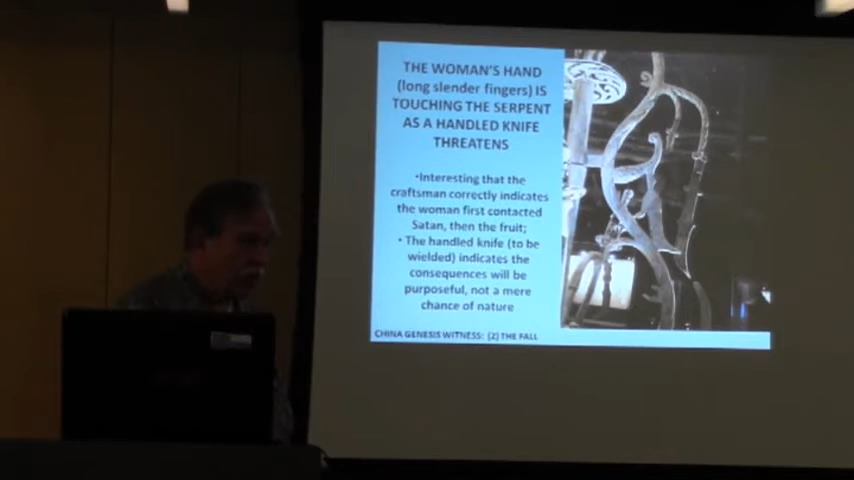 THE WOMAN'S HAND
(long slender fingers) IS
TOUCHING THE SERPENT
AS A HANDLED KNIFE
THREATENS
•Interesting that the
craftsman correctly indicates
the woman first contacted
Satan, then the fruit;
• The handled knife (to be
wielded) indicates the
consequences will be
purposeful, not a mere
chance of nature
CHINA GENESIS WITNESS: (2) THE FALL